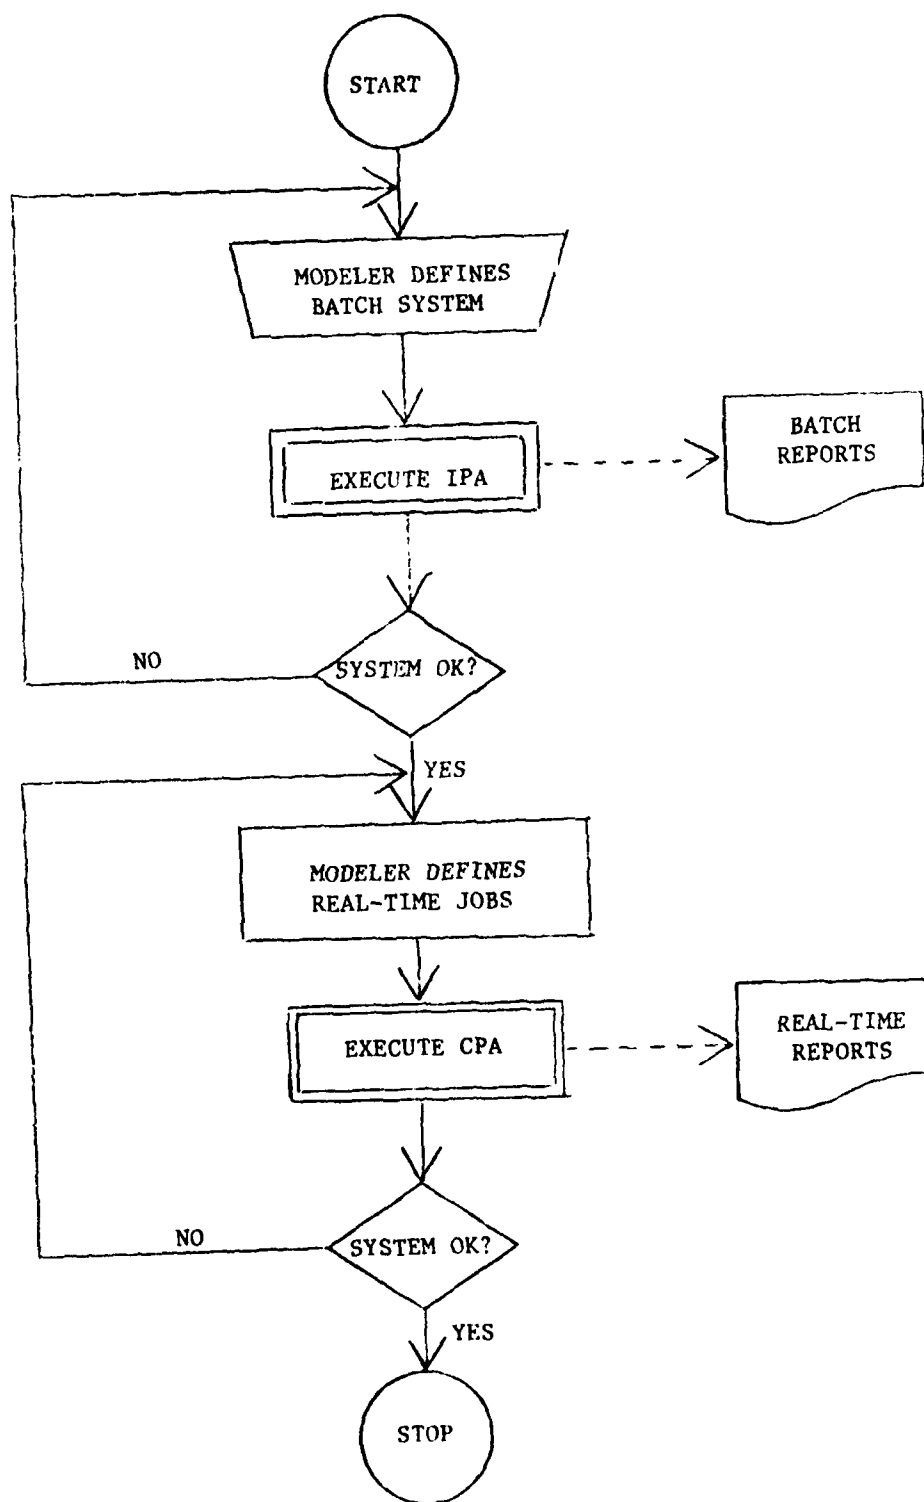 START
MODELER DEFINES
BATCH SYSTEM
EXECUTE IPA
BATCH
REPORTS
SYSTEM OK?
NO
YES
MODELER DEFINES
REAL-TIME JOBS
EXECUTE CPA
REAL-TIME
REPORTS
SYSTEM OK?
NO
YES
STOP